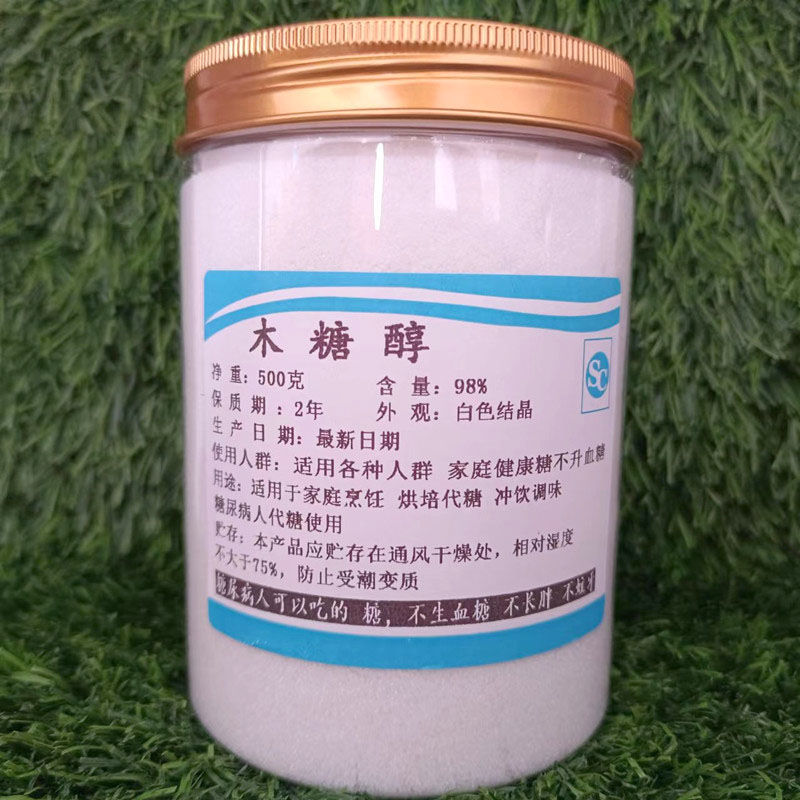 木糖醇
净 重：500克 含 量：98%
保 质 期：2年 外 观：白色结晶
SC
生 产 日 期：最新日期
使用人群：适用各种人群 家庭健康糖不升血糖
用途：适用于家庭烹饪 烘培代糖 冲饮调味
糖尿病人代糖使用
贮存：本产品应贮存在通风干燥处，相对湿度
不大于75%，防止受潮变质
糖尿病人可以吃的 糖，不生血糖 不长胖 不蛀牙